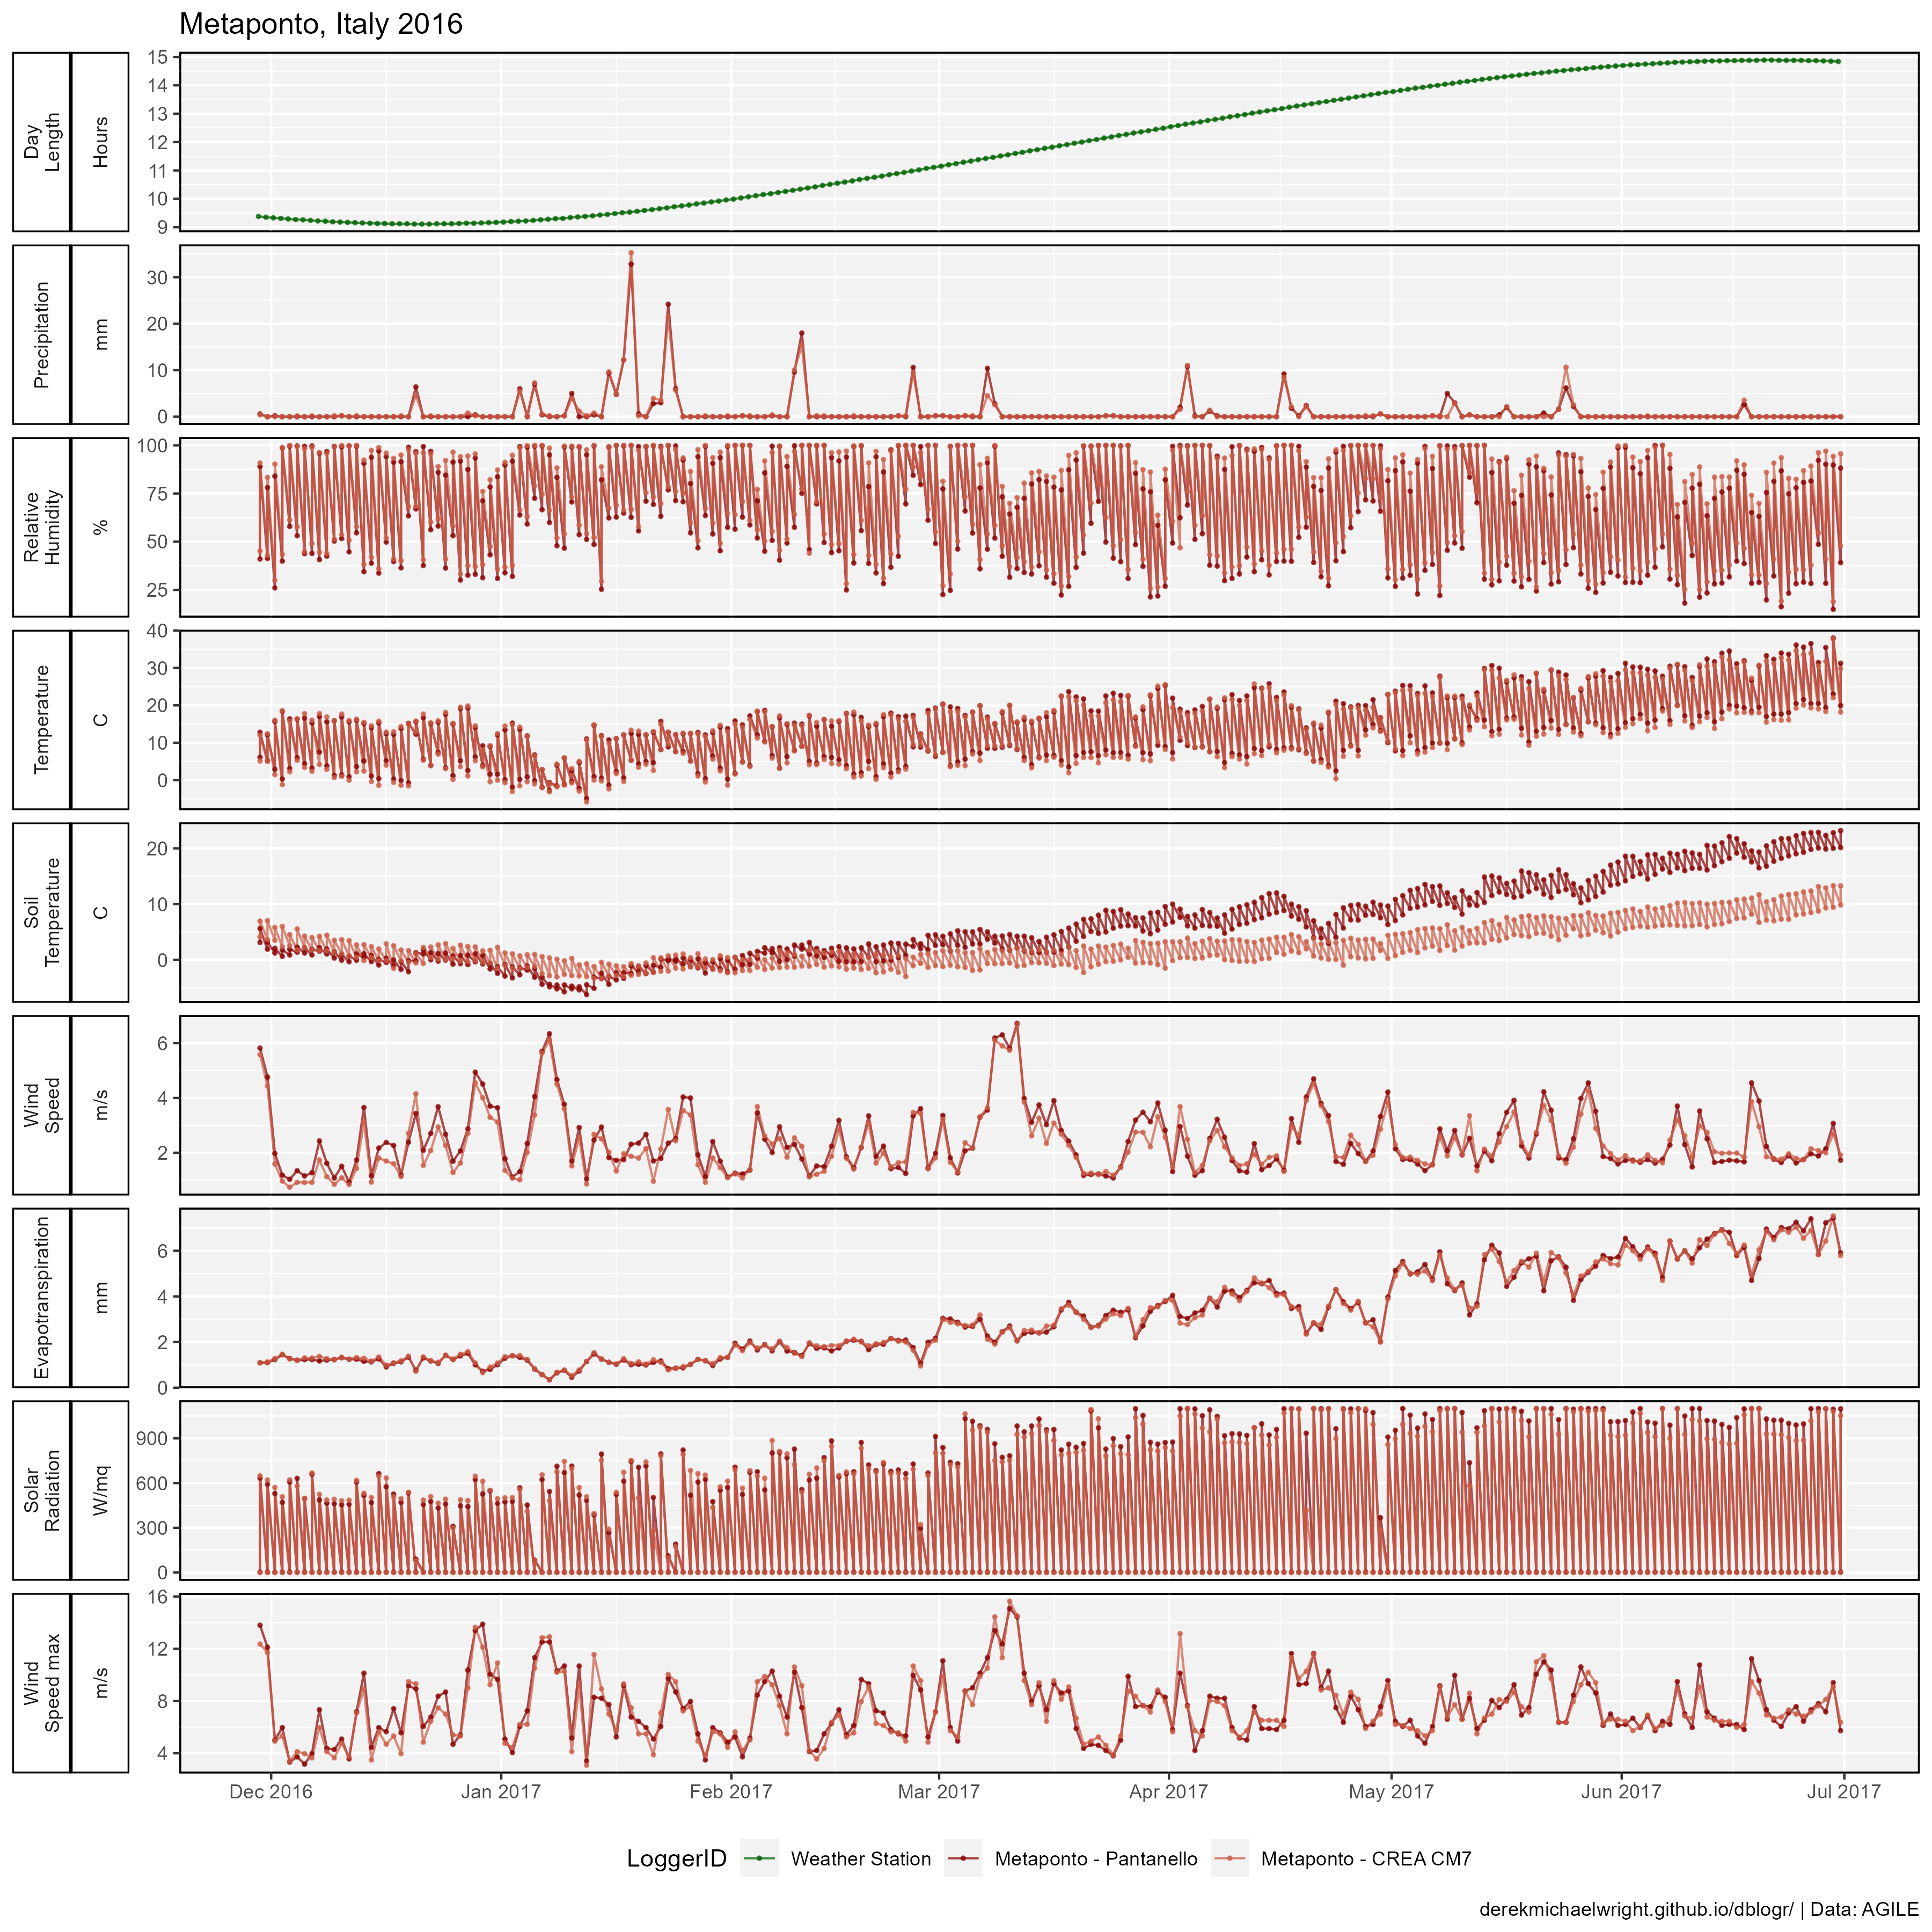 Metaponto, Italy 2016
Day
Length
Hours
15
14
13
12
11
10
9
Precipitation
mm
30
20
10
0
Relative
Humidity
%
100
75
50
25
Temperature
C
40
30
20
10
0
Soil
Temperature
C
20
10
0
Wind
Speed
m/s
6
4
2
Evapotranspiration
mm
6
4
2
0
Solar
Radiation
W/mq
900
600
300
0
Wind
Speed max
m/s
16
12
8
4
Dec 2016 Jan 2017 Feb 2017 Mar 2017 Apr 2017 May 2017 Jun 2017 Jul 2017
LoggerID Weather Station Metaponto - Pantanello Metaponto - CREA CM7
derekmichaelwright.github.io/dblogr/ | Data: AGILE